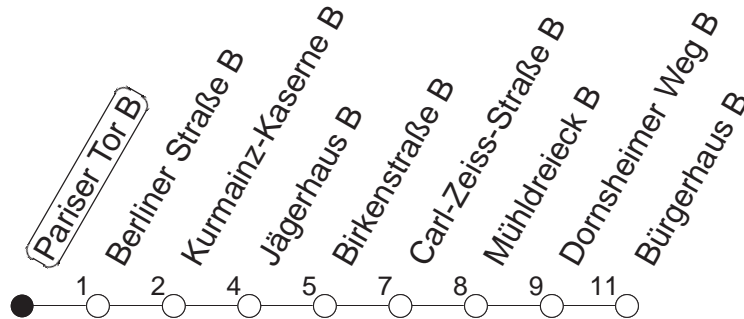 Pariser Tor B
Berliner Straße B
Kurmainz-Kaserne B
Jägerhaus B
Birkenstraße B
Carl-Zeiss-Straße B
Mühldreieck B
Dornsheimer Weg B
Bürgerhaus B
1 2 4 5 7 8 9 11